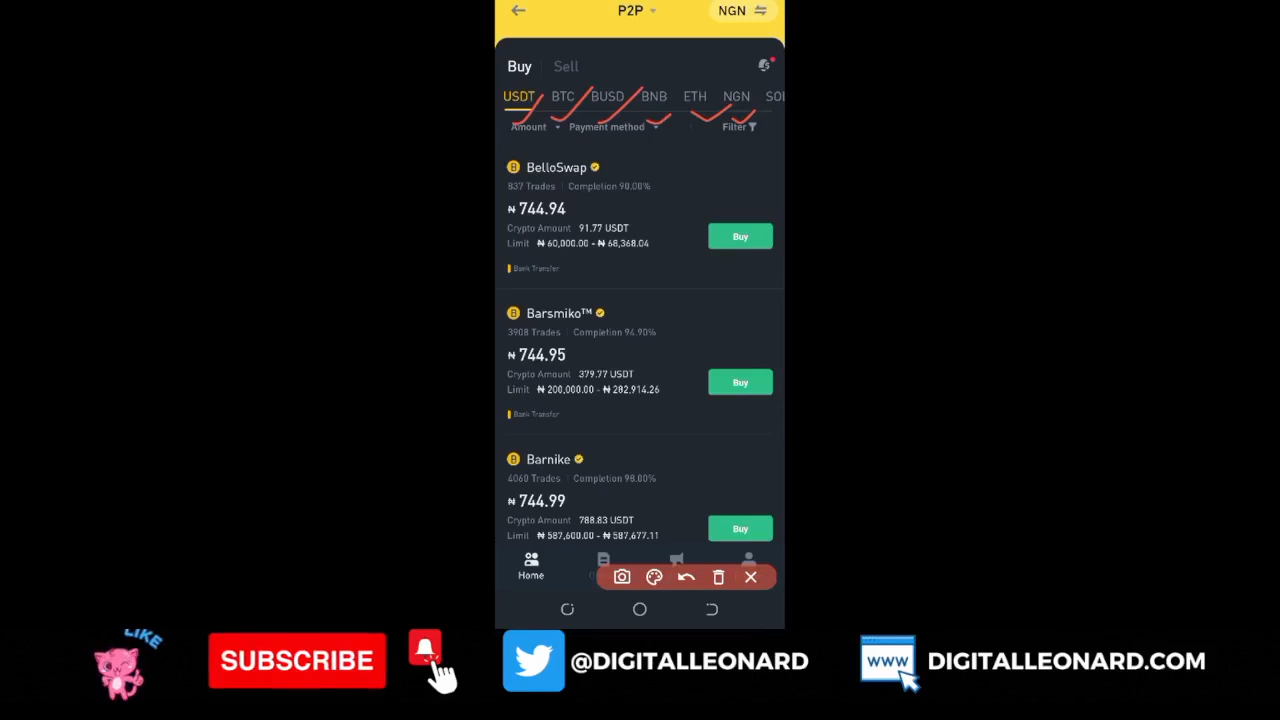 P2P NGN
Buy Sell
USDT BTC BUSD BNB ETH NGN
Amount Payment method Filter
BelloSwap
837 Trades Completion 90.00%
₦ 744.94
Crypto Amount 91.77 USDT
Buy
Limit ₦ 60,000.00 - ₦ 68,368.04
Bank Transfer
Barsmiko™
3908 Trades Completion 94.90%
₦ 744.95
Crypto Amount 379.77 USDT
Buy
Limit ₦ 200,000.00 - ₦ 282,914.26
Bank Transfer
Barnike
4060 Trades Completion 98.00%
₦ 744.99
Crypto Amount 788.83 USDT
Buy
Limit ₦ 587,600.00 - ₦ 587,677.11
Home
LIKE
SUBSCRIBE
@DIGITALLEONARD
WWW
DIGITALLEONARD.COM